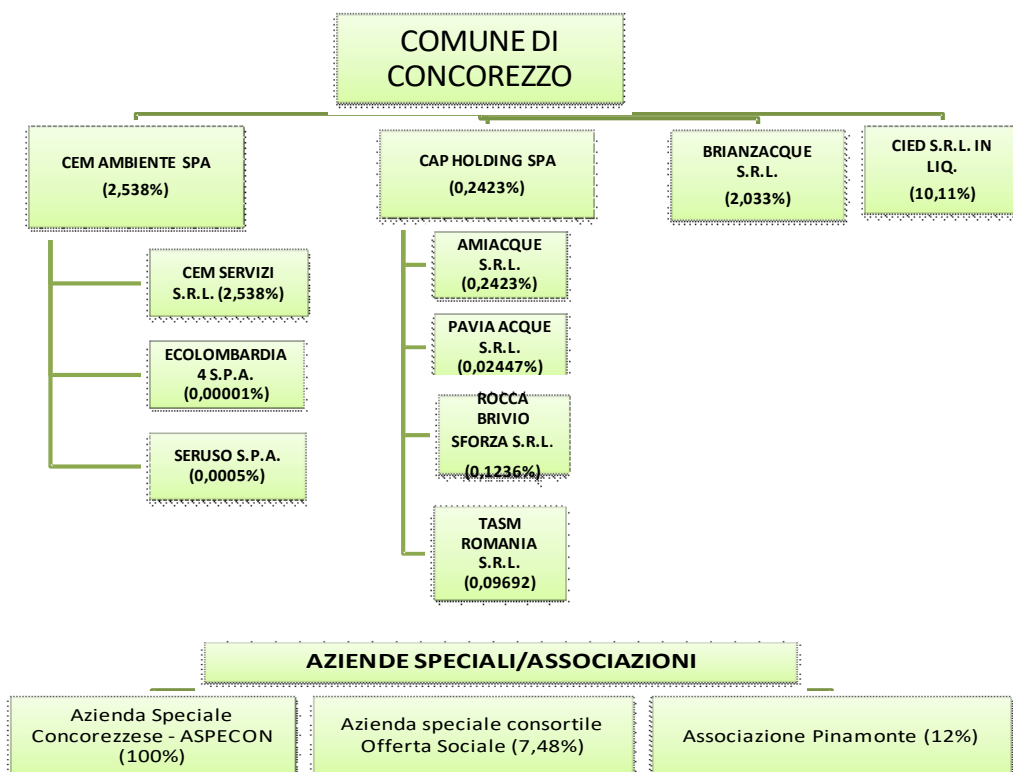 COMUNE DI
CONCOREZZO
CEM AMBIENTE SPA
(2,538%)
CAP HOLDING SPA
(0,2423%)
BRIANZACQUE
S.R.L.
(2,033%)
CIED S.R.L. IN
LIQ.
(10,11%)
CEM SERVIZI
S.R.L. (2,538%)
ECOLOMBARDIA
4 S.P.A.
(0,00001%)
SERUSO S.P.A.
(0,0005%)
AMIACQUE
S.R.L.
(0,2423%)
PAVIA ACQUE
S.R.L.
(0,02447%)
ROCCA
BRIVIO
SFORZA S.R.L.
(0,1236%)
TASM
ROMANIA
S.R.L.
(0,09692)
AZIENDE SPECIALI/ASSOCIAZIONI
Azienda Speciale
Concorezzese - ASPECON
(100%)
Azienda speciale consortile
Offerta Sociale (7,48%)
Associazione Pinamonte (12%)